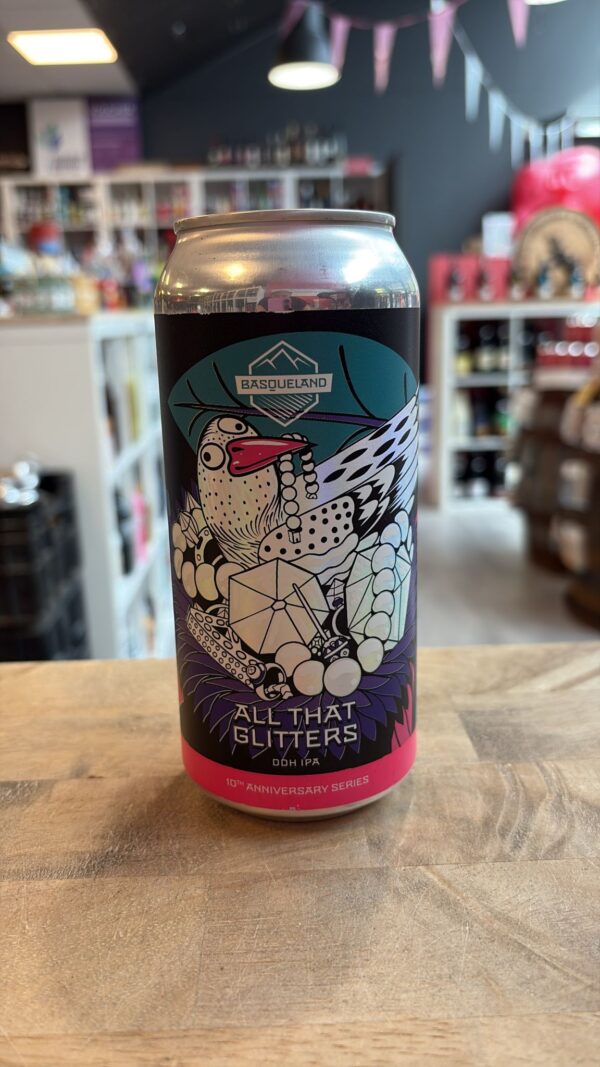 BASQUELAND
ALL THAT
GLITTERS
DDH IPA
10TH ANNIVERSARY SERIES